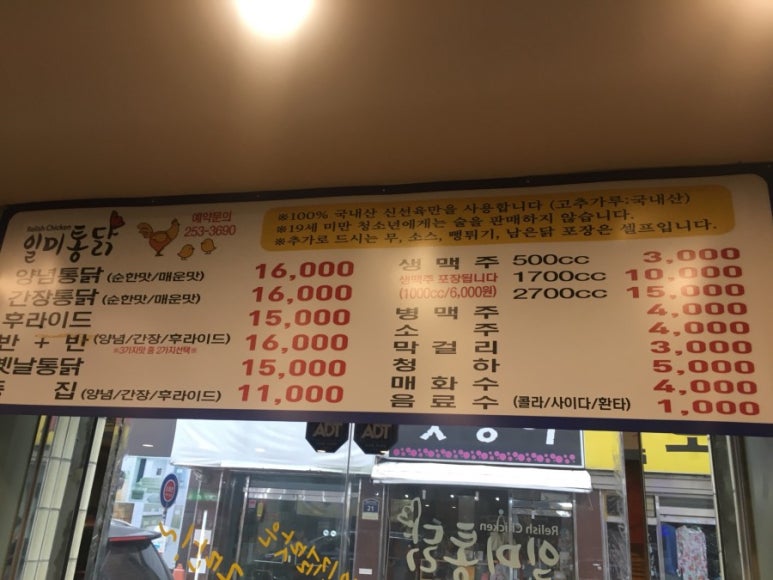 Relish Chicken
일미통닭
예약문의
253-3690
※100% 국내산 신선육만을 사용합니다 (고추가루:국내산)
※19세 미만 청소년에게는 술을 판매하지 않습니다.
※추가로 드시는 무, 소스, 뻥튀기, 남은닭 포장은 셀프입니다.
양념통닭 (순한맛/매운맛) 16,000
간장통닭 (순한맛/매운맛) 16,000
후라이드 15,000
반 + 반 (양념/간장/후라이드) 16,000
※3가지맛 중 2가지선택※
옛날통닭 15,000
집 (양념/간장/후라이드) 11,000
생맥주 500cc 3,000
생맥주 포장됩니다 1700cc 10,000
(1000cc/6,000원) 2700cc 15,000
병맥주 4,000
소주 4,000
막걸리 3,000
청하 5,000
매화수 4,000
음료수 (콜라/사이다/환타) 1,000
ADT
ADT
21
Relish Chicken
일미통닭